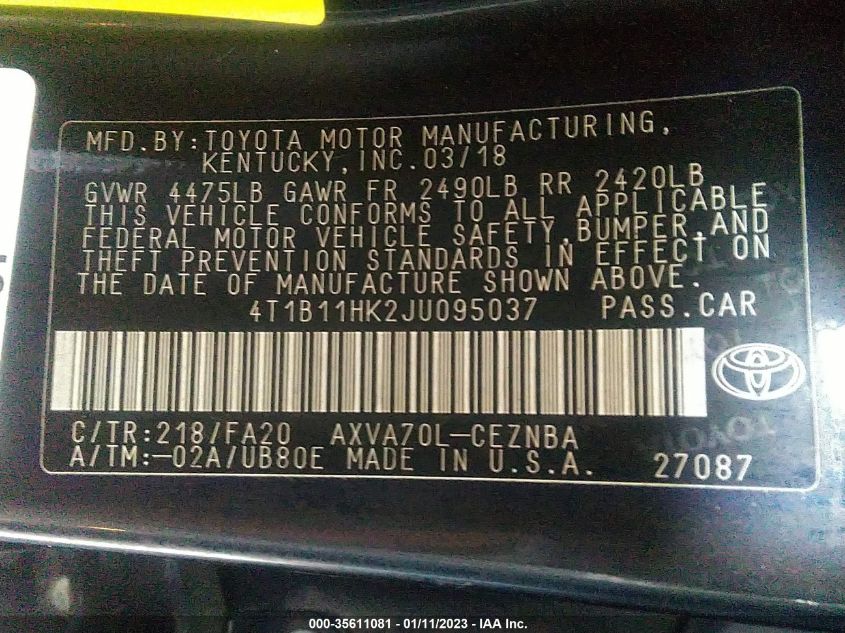 MFD.BY:TOYOTA MOTOR MANUFACTURING,
KENTUCKY,INC.03/18
GVWR 4475LB GAWR FR 2490LB RR 2420LB
THIS VEHICLE CONFORMS TO ALL APPLICABLE
FEDERAL MOTOR VEHICLE SAFETY,BUMPER,AND
THEFT PREVENTION STANDARDS IN EFFECT ON
THE DATE OF MANUFACTURE SHOWN ABOVE.
4T1B11HK2JU095037 PASS.CAR
C/TR:218/FA20 AXVA70L-CEZNBA
A/TM:-02A/UB80E MADE IN U.S.A. 27087
TOYOTA
000-35611081 - 01/11/2023 - IAA Inc.